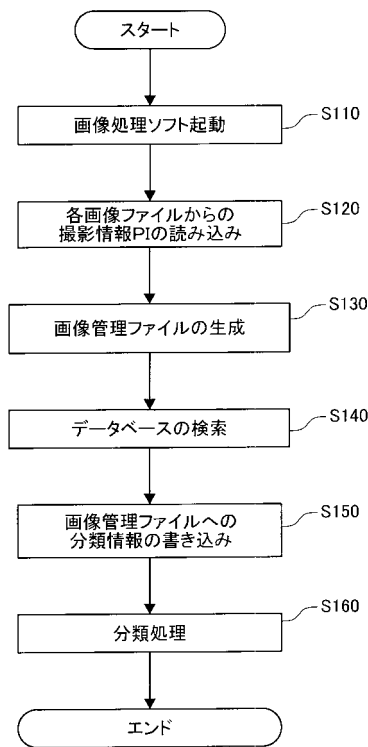 スタート
画像処理ソフト起動
S110
各画像ファイルからの
撮影情報PIの読み込み
S120
画像管理ファイルの生成
S130
データベースの検索
S140
画像管理ファイルへの
分類情報の書き込み
S150
分類処理
S160
エンド